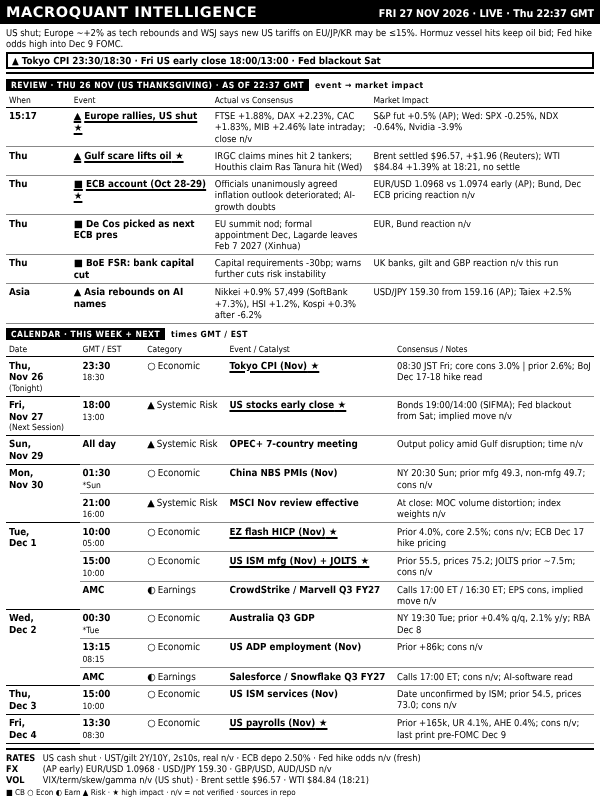 MACROQUANT INTELLIGENCE
FRI 27 NOV 2026 · LIVE · Thu 22:37 GMT
US shut; Europe ~+2% as tech rebounds and WSJ says new US tariffs on EU/JP/KR may be ≤15%. Hormuz vessel hits keep oil bid; Fed hike
odds high into Dec 9 FOMC.
▲ Tokyo CPI 23:30/18:30 · Fri US early close 18:00/13:00 · Fed blackout Sat
REVIEW · THU 26 NOV (US THANKSGIVING) · AS OF 22:37 GMT event → market impact
When Event Actual vs Consensus Market Impact
15:17 ▲ Europe rallies, US shut ★ FTSE +1.88%, DAX +2.23%, CAC +1.83%, MIB +2.46% late intraday; close n/v S&P fut +0.5% (AP); Wed: SPX -0.25%, NDX -0.64%, Nvidia -3.9%
Thu ▲ Gulf scare lifts oil ★ IRGC claims mines hit 2 tankers; Houthis claim Ras Tanura hit (Wed) Brent settled $96.57, +$1.96 (Reuters); WTI $84.84 +1.39% at 18:21, no settle
Thu ■ ECB account (Oct 28-29) ★ Officials unanimously agreed inflation outlook deteriorated; AI-growth doubts EUR/USD 1.0968 vs 1.0974 early (AP); Bund, Dec ECB pricing reaction n/v
Thu ■ De Cos picked as next ECB pres EU summit nod; formal appointment Dec, Lagarde leaves Feb 7 2027 (Xinhua) EUR, Bund reaction n/v
Thu ■ BoE FSR: bank capital cut Capital requirements -30bp; warns further cuts risk instability UK banks, gilt and GBP reaction n/v this run
Asia ▲ Asia rebounds on AI names Nikkei +0.9% 57,499 (SoftBank +7.3%), HSI +1.2%, Kospi +0.3% after -6.2% USD/JPY 159.30 from 159.16 (AP); Taiex +2.5%
CALENDAR · THIS WEEK + NEXT times GMT / EST
Date GMT / EST Category Event / Catalyst Consensus / Notes
Thu, Nov 26 (Tonight) 23:30 18:30 ○ Economic Tokyo CPI (Nov) ★ 08:30 JST Fri; core cons 3.0% | prior 2.6%; BoJ Dec 17-18 hike read
Fri, Nov 27 (Next Session) 18:00 13:00 ▲ Systemic Risk US stocks early close ★ Bonds 19:00/14:00 (SIFMA); Fed blackout from Sat; implied move n/v
Sun, Nov 29 All day ▲ Systemic Risk OPEC+ 7-country meeting Output policy amid Gulf disruption; time n/v
Mon, Nov 30 01:30 *Sun ○ Economic China NBS PMIs (Nov) NY 20:30 Sun; prior mfg 49.3, non-mfg 49.7; cons n/v
21:00 16:00 ▲ Systemic Risk MSCI Nov review effective At close: MOC volume distortion; index weights n/v
Tue, Dec 1 10:00 05:00 ○ Economic EZ flash HICP (Nov) ★ Prior 4.0%, core 2.5%; cons n/v; ECB Dec 17 hike pricing
15:00 10:00 ○ Economic US ISM mfg (Nov) + JOLTS ★ Prior 55.5, prices 75.2; JOLTS prior ~7.5m; cons n/v
AMC ◐ Earnings CrowdStrike / Marvell Q3 FY27 Calls 17:00 ET / 16:30 ET; EPS cons, implied move n/v
Wed, Dec 2 00:30 *Tue ○ Economic Australia Q3 GDP NY 19:30 Tue; prior +0.4% q/q, 2.1% y/y; RBA Dec 8
13:15 08:15 ○ Economic US ADP employment (Nov) Prior +86k; cons n/v
AMC ◐ Earnings Salesforce / Snowflake Q3 FY27 Calls 17:00 ET; cons n/v; AI-software read
Thu, Dec 3 15:00 10:00 ○ Economic US ISM services (Nov) Date unconfirmed by ISM; prior 54.5, prices 73.0; cons n/v
Fri, Dec 4 13:30 08:30 ○ Economic US payrolls (Nov) ★ Prior +165k, UR 4.1%, AHE 0.4%; cons n/v; last print pre-FOMC Dec 9
RATES US cash shut · UST/gilt 2Y/10Y, 2s10s, real n/v · ECB depo 2.50% · Fed hike odds n/v (fresh)
FX (AP early) EUR/USD 1.0968 · USD/JPY 159.30 · GBP/USD, AUD/USD n/v
VOL VIX/term/skew/gamma n/v (US shut) · Brent settle $96.57 · WTI $84.84 (18:21)
■ CB ○ Econ ◐ Earn ▲ Risk · ★ high impact · n/v = not verified · sources in repo